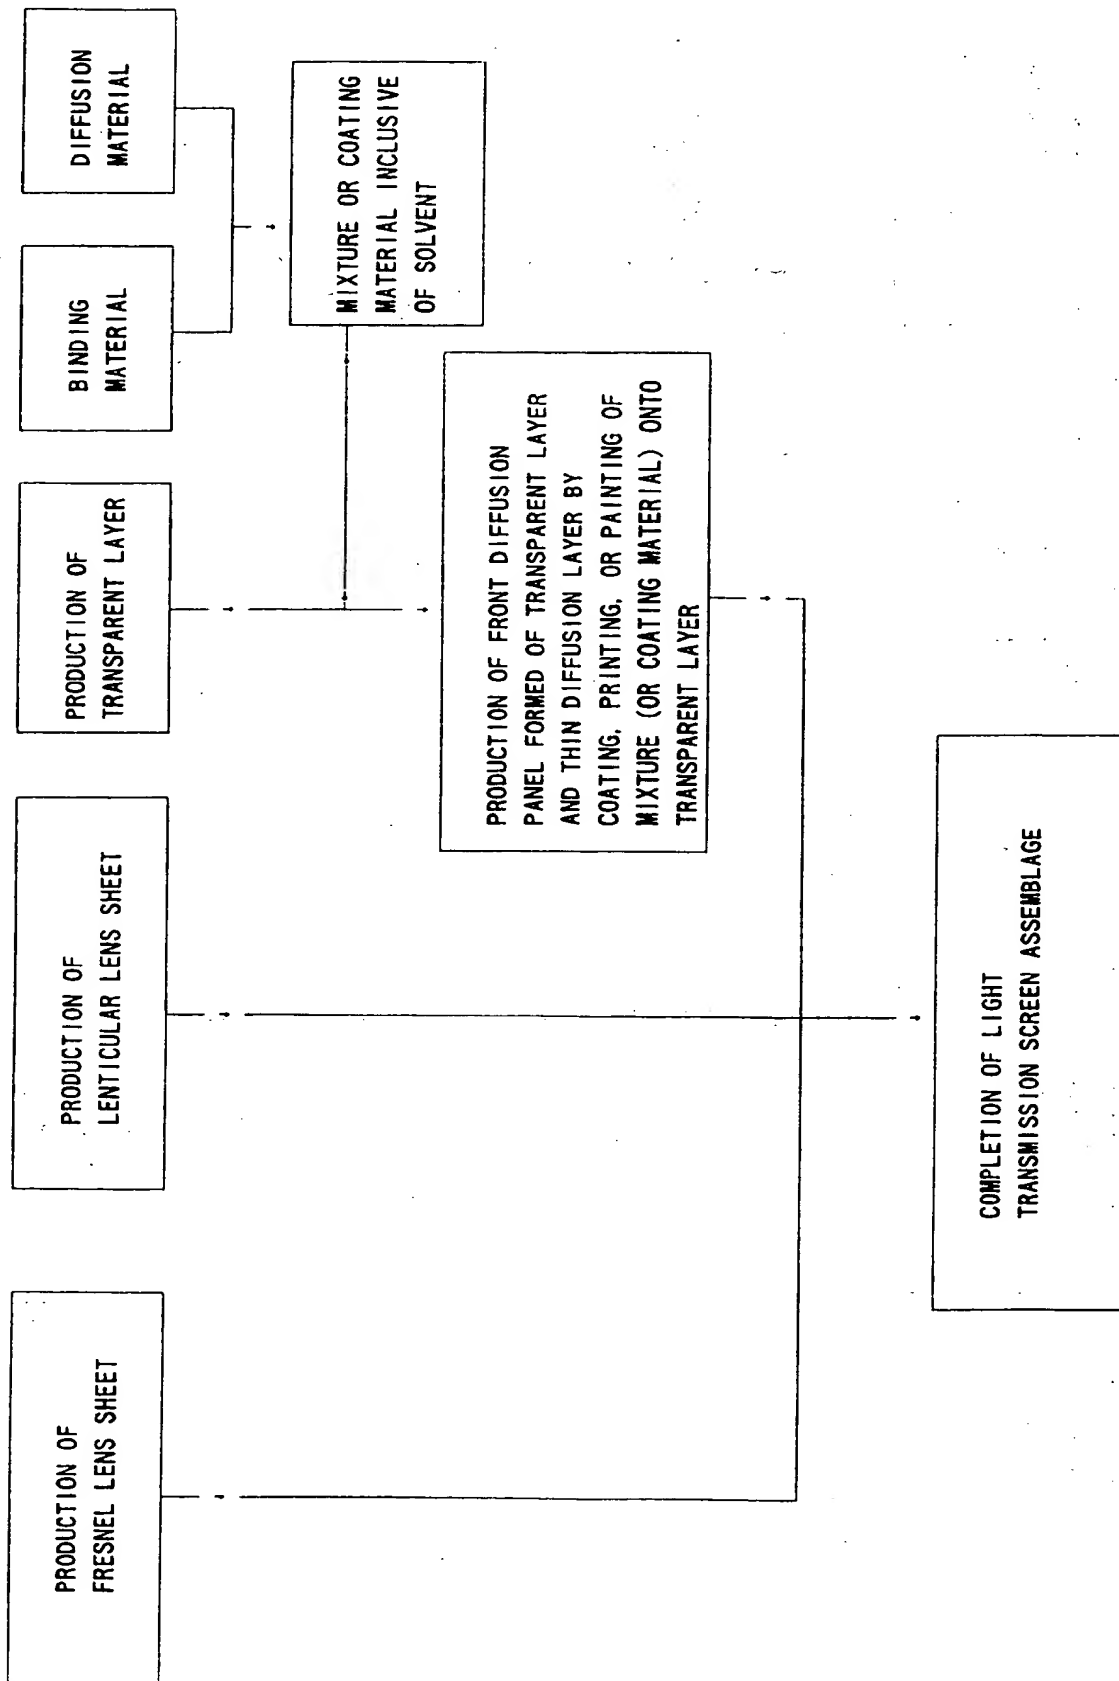 PRODUCTION OF
FRESNEL LENS SHEET
PRODUCTION OF
LENTICULAR LENS SHEET
PRODUCTION OF
TRANSPARENT LAYER
BINDING
MATERIAL
DIFFUSION
MATERIAL
MIXTURE OR COATING
MATERIAL INCLUSIVE
OF SOLVENT
PRODUCTION OF FRONT DIFFUSION
PANEL FORMED OF TRANSPARENT LAYER
AND THIN DIFFUSION LAYER BY
COATING, PRINTING, OR PAINTING OF
MIXTURE (OR COATING MATERIAL) ONTO
TRANSPARENT LAYER
COMPLETION OF LIGHT
TRANSMISSION SCREEN ASSEMBLAGE